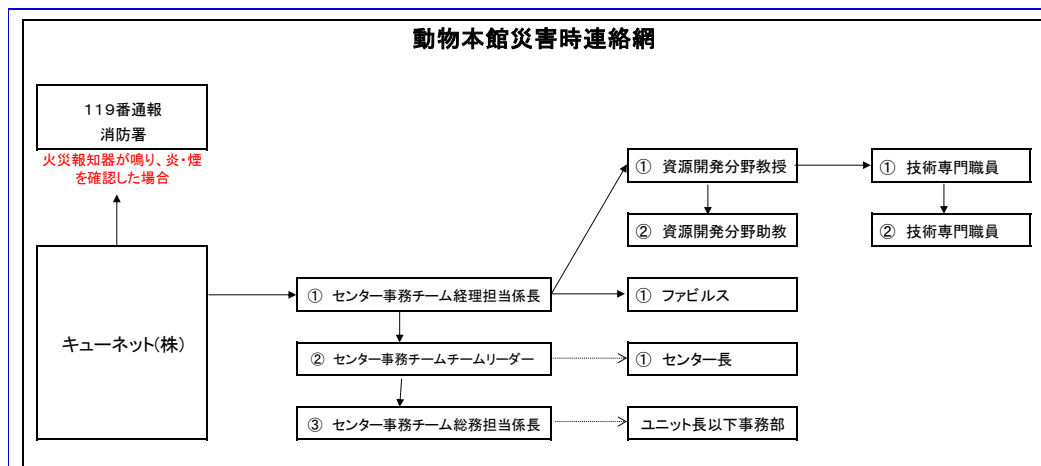 動物本館災害時連絡網
119番通報
消防署
火災報知器が鳴り、炎・煙
を確認した場合
① 資源開発分野教授
① 技術専門職員
② 資源開発分野助教
② 技術専門職員
キューネット(株)
① センター事務チーム経理担当係長
① ファビルス
② センター事務チームチームリーダー
① センター長
③ センター事務チーム総務担当係長
ユニット長以下事務部